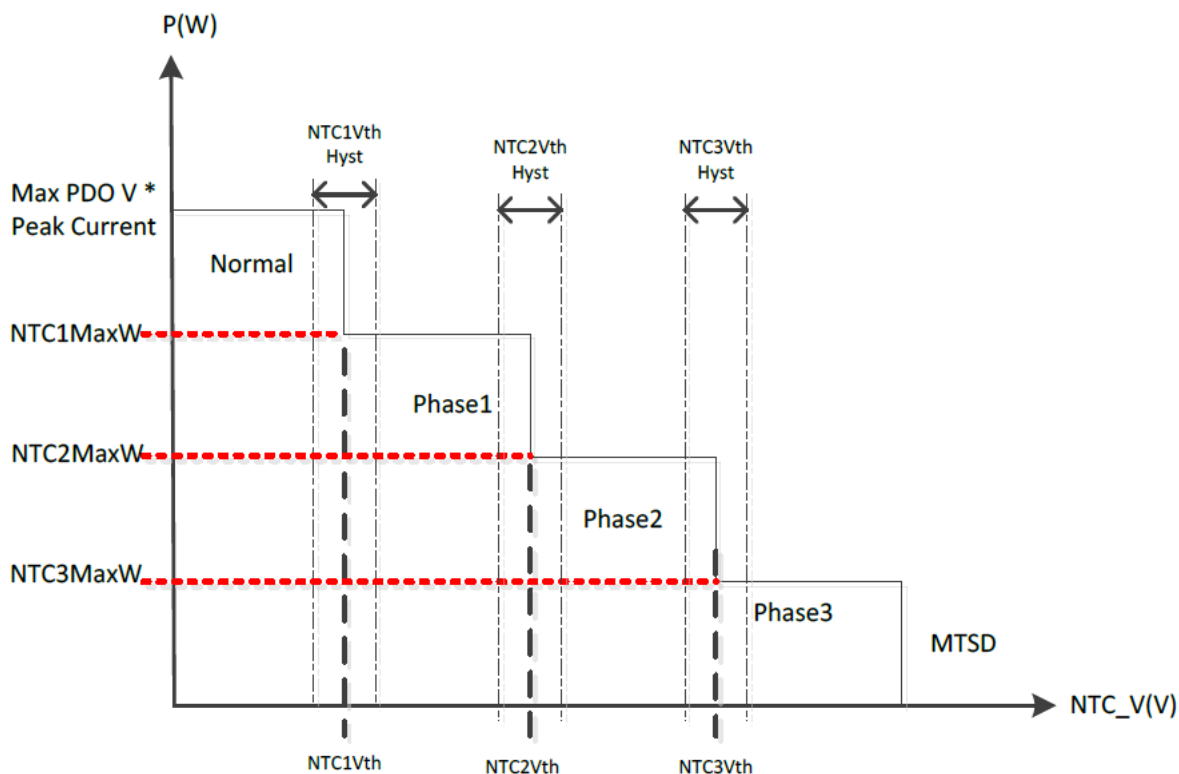 P(W)
NTC1Vth
Hyst
NTC2Vth
Hyst
NTC3Vth
Hyst
Max PDO V *
Peak Current
Normal
NTC1MaxW
Phase1
NTC2MaxW
Phase2
NTC3MaxW
Phase3
MTSD
NTC_V(V)
NTC1Vth
NTC2Vth
NTC3Vth